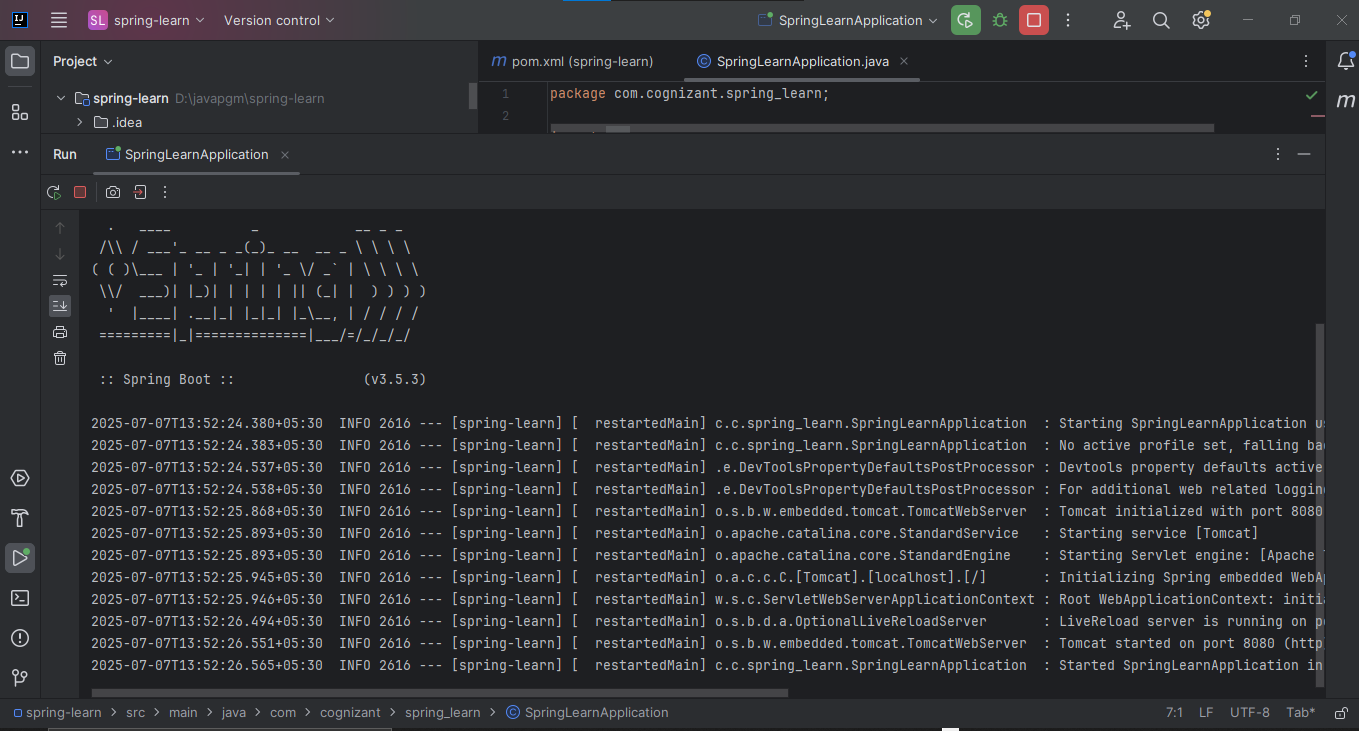 SL spring-learn Version control SpringLearnApplication
Project
m pom.xml (spring-learn) SpringLearnApplication.java
spring-learn D:\javapgm\spring-learn
.idea
1 package com.cognizant.spring_learn;
2
Run SpringLearnApplication
  .   ____          _            __ _ _
 /\\ / ___'_ __ _ _(_)_ __  __ _ \ \ \ \
( ( )\___ | '_ | '_| | '_ \/ _` | \ \ \ \
 \\/  ___)| |_)| | | | | || (_| |  ) ) ) )
  '  |____| .__|_| |_|_| |_\__, | / / / /
 =========|_|==============|___/=/_/_/_/
 :: Spring Boot ::                (v3.5.3)
2025-07-07T13:52:24.380+05:30  INFO 2616 --- [spring-learn] [  restartedMain] c.c.spring_learn.SpringLearnApplication  : Starting SpringLearnApplication u
2025-07-07T13:52:24.383+05:30  INFO 2616 --- [spring-learn] [  restartedMain] c.c.spring_learn.SpringLearnApplication  : No active profile set, falling ba
2025-07-07T13:52:24.537+05:30  INFO 2616 --- [spring-learn] [  restartedMain] .e.DevToolsPropertyDefaultsPostProcessor : Devtools property defaults active
2025-07-07T13:52:24.538+05:30  INFO 2616 --- [spring-learn] [  restartedMain] .e.DevToolsPropertyDefaultsPostProcessor : For additional web related loggin
2025-07-07T13:52:25.868+05:30  INFO 2616 --- [spring-learn] [  restartedMain] o.s.b.w.embedded.tomcat.TomcatWebServer  : Tomcat initialized with port 8080
2025-07-07T13:52:25.893+05:30  INFO 2616 --- [spring-learn] [  restartedMain] o.apache.catalina.core.StandardService   : Starting service [Tomcat]
2025-07-07T13:52:25.893+05:30  INFO 2616 --- [spring-learn] [  restartedMain] o.apache.catalina.core.StandardEngine    : Starting Servlet engine: [Apache
2025-07-07T13:52:25.945+05:30  INFO 2616 --- [spring-learn] [  restartedMain] o.a.c.c.C.[Tomcat].[localhost].[/]       : Initializing Spring embedded WebA
2025-07-07T13:52:25.946+05:30  INFO 2616 --- [spring-learn] [  restartedMain] w.s.c.ServletWebServerApplicationContext : Root WebApplicationContext: initi
2025-07-07T13:52:26.494+05:30  INFO 2616 --- [spring-learn] [  restartedMain] o.s.b.d.a.OptionalLiveReloadServer       : LiveReload server is running on p
2025-07-07T13:52:26.551+05:30  INFO 2616 --- [spring-learn] [  restartedMain] o.s.b.w.embedded.tomcat.TomcatWebServer  : Tomcat started on port 8080 (http
2025-07-07T13:52:26.565+05:30  INFO 2616 --- [spring-learn] [  restartedMain] c.c.spring_learn.SpringLearnApplication  : Started SpringLearnApplication in
spring-learn > src > main > java > com > cognizant > spring_learn > SpringLearnApplication 7:1 LF UTF-8 Tab*